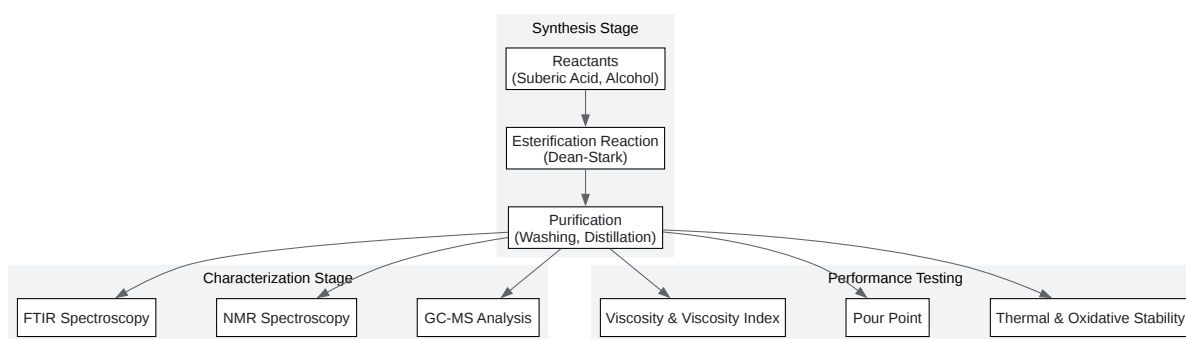 Synthesis Stage
Reactants
(Suberic Acid, Alcohol)
Esterification Reaction
(Dean-Stark)
Purification
(Washing, Distillation)
Characterization Stage
FTIR Spectroscopy
NMR Spectroscopy
GC-MS Analysis
Performance Testing
Viscosity & Viscosity Index
Pour Point
Thermal & Oxidative Stability